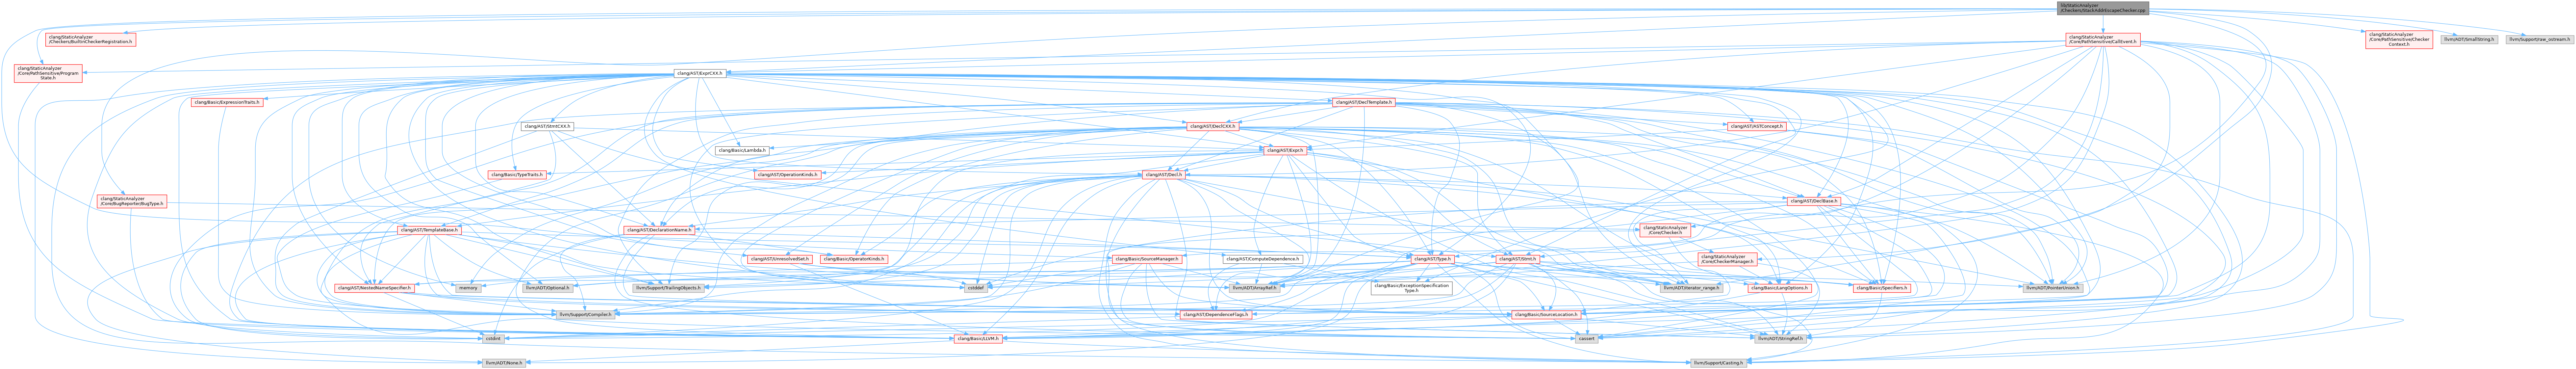 lib/StaticAnalyzer
/Checkers/StackAddrEscapeChecker.cpp
clang/StaticAnalyzer
/Checkers/BuiltinCheckerRegistration.h
clang/StaticAnalyzer
/Core/PathSensitive/CallEvent.h
clang/StaticAnalyzer
/Core/PathSensitive/Checker
Context.h
llvm/ADT/SmallString.h
llvm/Support/raw_ostream.h
clang/StaticAnalyzer
/Core/PathSensitive/Program
State.h
clang/AST/ExprCXX.h
clang/Basic/ExpressionTraits.h
clang/AST/DeclTemplate.h
clang/AST/StmtCXX.h
clang/AST/DeclCXX.h
clang/AST/ASTConcept.h
clang/Basic/Lambda.h
clang/AST/Expr.h
clang/Basic/TypeTraits.h
clang/AST/OperationKinds.h
clang/AST/Decl.h
clang/StaticAnalyzer
/Core/BugReporter/BugType.h
clang/AST/DeclBase.h
clang/AST/TemplateBase.h
clang/AST/DeclarationName.h
clang/StaticAnalyzer
/Core/Checker.h
clang/AST/UnresolvedSet.h
clang/Basic/OperatorKinds.h
clang/Basic/SourceManager.h
clang/AST/ComputeDependence.h
clang/AST/Type.h
clang/AST/Stmt.h
clang/StaticAnalyzer
/Core/CheckerManager.h
clang/AST/NestedNameSpecifier.h
memory
llvm/ADT/Optional.h
llvm/Support/TrailingObjects.h
cstddef
llvm/ADT/ArrayRef.h
clang/Basic/ExceptionSpecification
Type.h
llvm/ADT/iterator_range.h
clang/Basic/LangOptions.h
clang/Basic/Specifiers.h
llvm/ADT/PointerUnion.h
llvm/Support/Compiler.h
clang/AST/DependenceFlags.h
clang/Basic/SourceLocation.h
cstdint
clang/Basic/LLVM.h
cassert
llvm/ADT/StringRef.h
llvm/ADT/None.h
llvm/Support/Casting.h